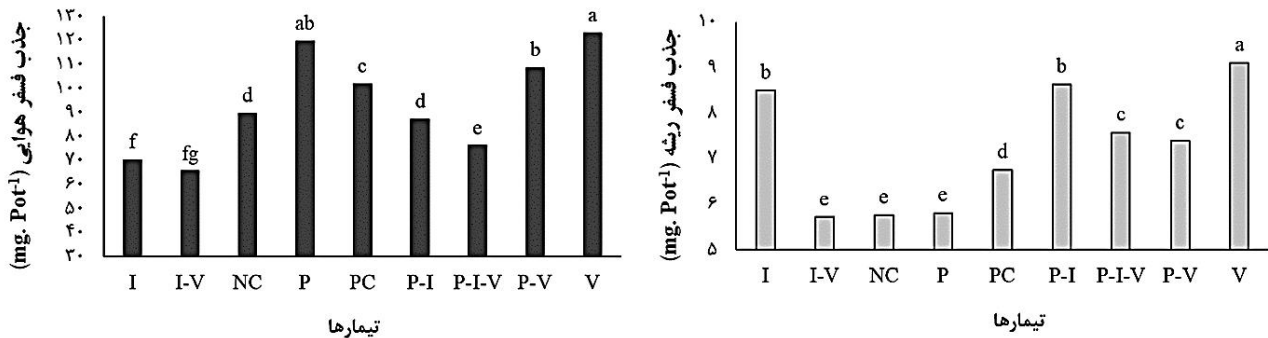 جذب فسفر هوایی (mg. Pot-1)
۱۳۰
۱۲۰
۱۱۰
۱۰۰
۹۰
۸۰
۷۰
۶۰
۵۰
۴۰
۳۰
f fg d ab c d e b a
I I-V NC P PC P-I P-I-V P-V V
تیمارها
جذب فسفر ریشه (mg. Pot-1)
۱۰
۹
۸
۷
۶
۵
b e e e d b c c a
I I-V NC P PC P-I P-I-V P-V V
تیمارها